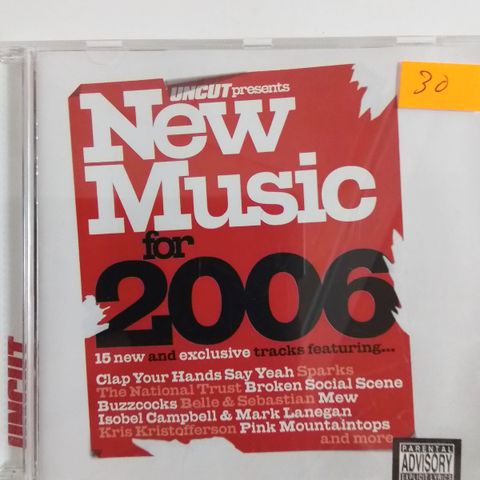 UNCUT presents
New
Music
for
2006
15 new and exclusive tracks featuring...
Clap Your Hands Say Yeah Sparks
The National Trust Broken Social Scene
Buzzcocks Belle & Sebastian Mew
Isobel Campbell & Mark Lanegan
Kris Kristofferson Pink Mountaintops
and more
30
UNCUT
PARENTAL
ADVISORY
EXPLICIT LYRICS